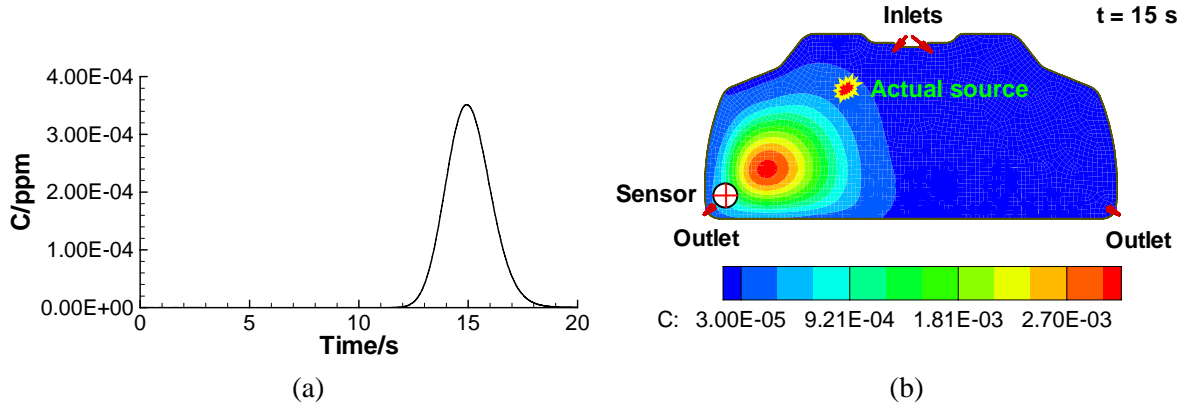 4.00E-04
3.00E-04
2.00E-04
1.00E-04
0.00E+00
C/ppm
0
5
10
15
20
Time/s
(a)
Inlets
t = 15 s
Actual source
Sensor
Outlet
Outlet
C: 3.00E-05 9.21E-04 1.81E-03 2.70E-03
(b)